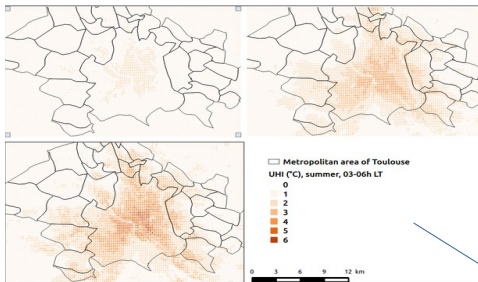 Metropolitan area of Toulouse
UHI (°C), summer, 03-06h LT
0
1
2
3
4
5
6
0 3 6 9 12 km